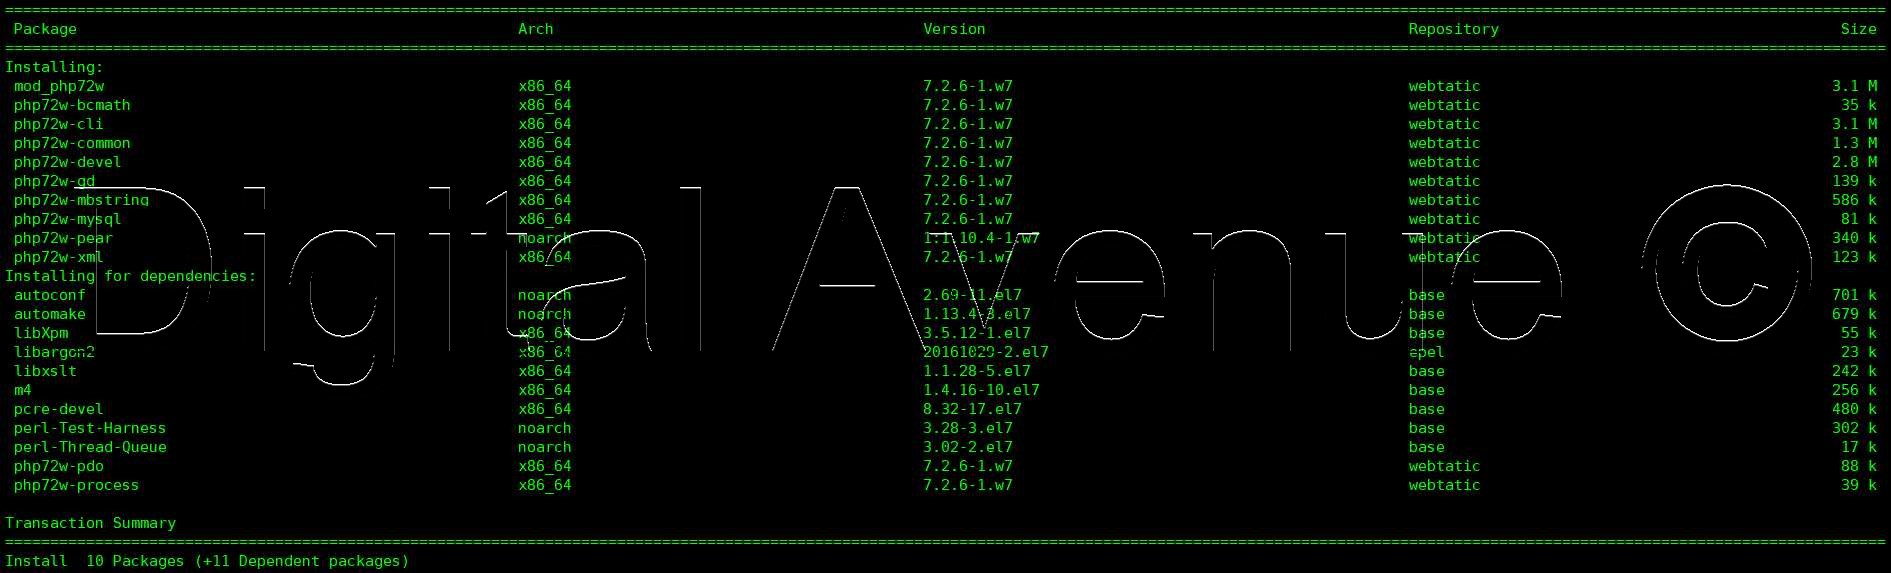 Package Arch Version Repository Size
Installing:
mod_php72w x86_64 7.2.6-1.w7 webtatic 3.1 M
php72w-bcmath x86_64 7.2.6-1.w7 webtatic 35 k
php72w-cli x86_64 7.2.6-1.w7 webtatic 3.1 M
php72w-common x86_64 7.2.6-1.w7 webtatic 1.3 M
php72w-devel x86_64 7.2.6-1.w7 webtatic 2.8 M
php72w-gd x86_64 7.2.6-1.w7 webtatic 139 k
php72w-mbstring x86_64 7.2.6-1.w7 webtatic 586 k
php72w-mysql x86_64 7.2.6-1.w7 webtatic 81 k
php72w-pear noarch 1:1.10.4-1.w7 webtatic 340 k
php72w-xml x86_64 7.2.6-1.w7 webtatic 123 k
Installing for dependencies:
autoconf noarch 2.69-11.el7 base 701 k
automake noarch 1.13.4-3.el7 base 679 k
libXpm x86_64 3.5.12-1.el7 base 55 k
libargon2 x86_64 20161029-2.el7 epel 23 k
libxslt x86_64 1.1.28-5.el7 base 242 k
m4 x86_64 1.4.16-10.el7 base 256 k
pcre-devel x86_64 8.32-17.el7 base 480 k
perl-Test-Harness noarch 3.28-3.el7 base 302 k
perl-Thread-Queue noarch 3.02-2.el7 base 17 k
php72w-pdo x86_64 7.2.6-1.w7 webtatic 88 k
php72w-process x86_64 7.2.6-1.w7 webtatic 39 k
Transaction Summary
Install 10 Packages (+11 Dependent packages)
Digital Avenue ©